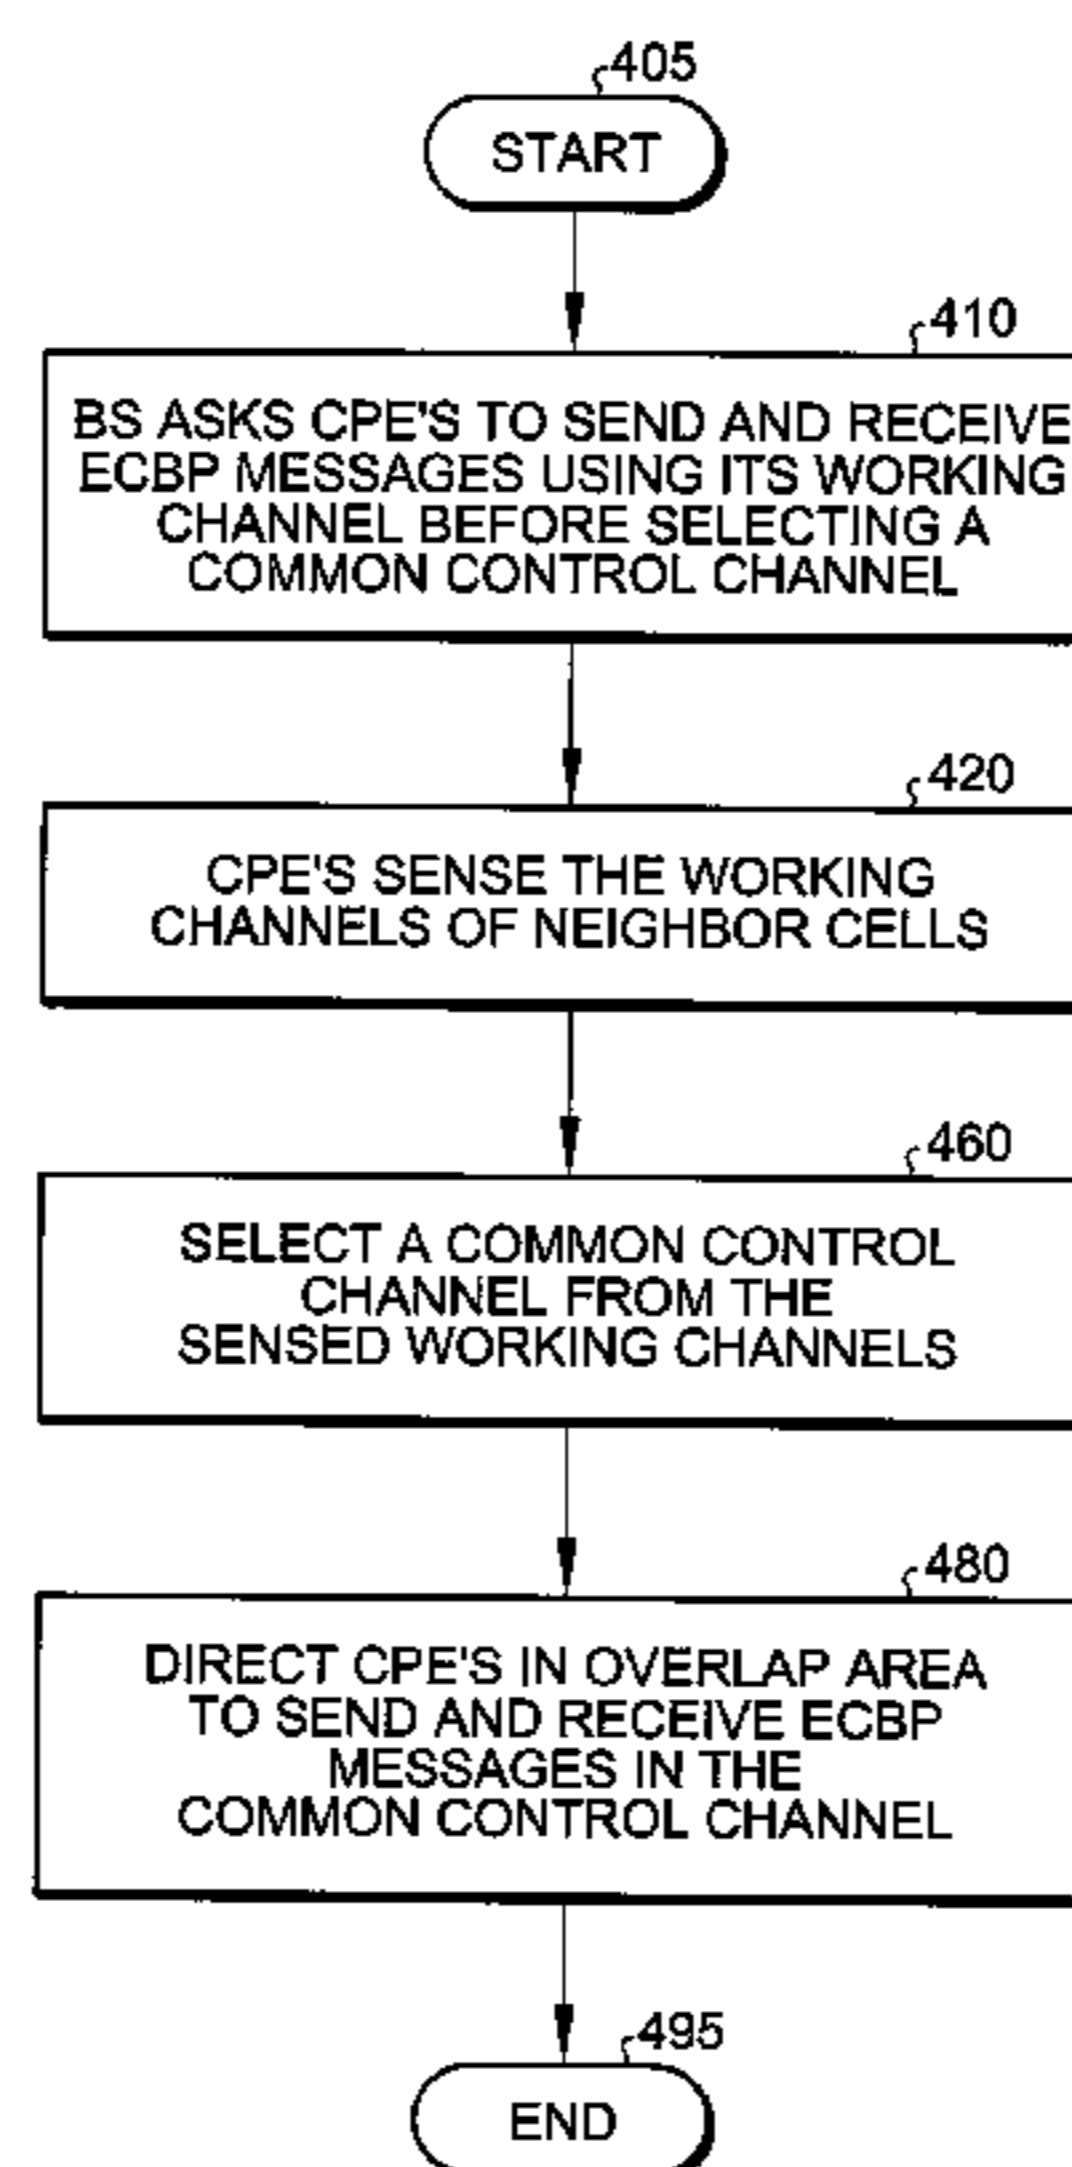 405
START
410
BS ASKS CPE'S TO SEND AND RECEIVE
ECBP MESSAGES USING ITS WORKING
CHANNEL BEFORE SELECTING A
COMMON CONTROL CHANNEL
420
CPE'S SENSE THE WORKING
CHANNELS OF NEIGHBOR CELLS
460
SELECT A COMMON CONTROL
CHANNEL FROM THE
SENSED WORKING CHANNELS
480
DIRECT CPE'S IN OVERLAP AREA
TO SEND AND RECEIVE ECBP
MESSAGES IN THE
COMMON CONTROL CHANNEL
495
END